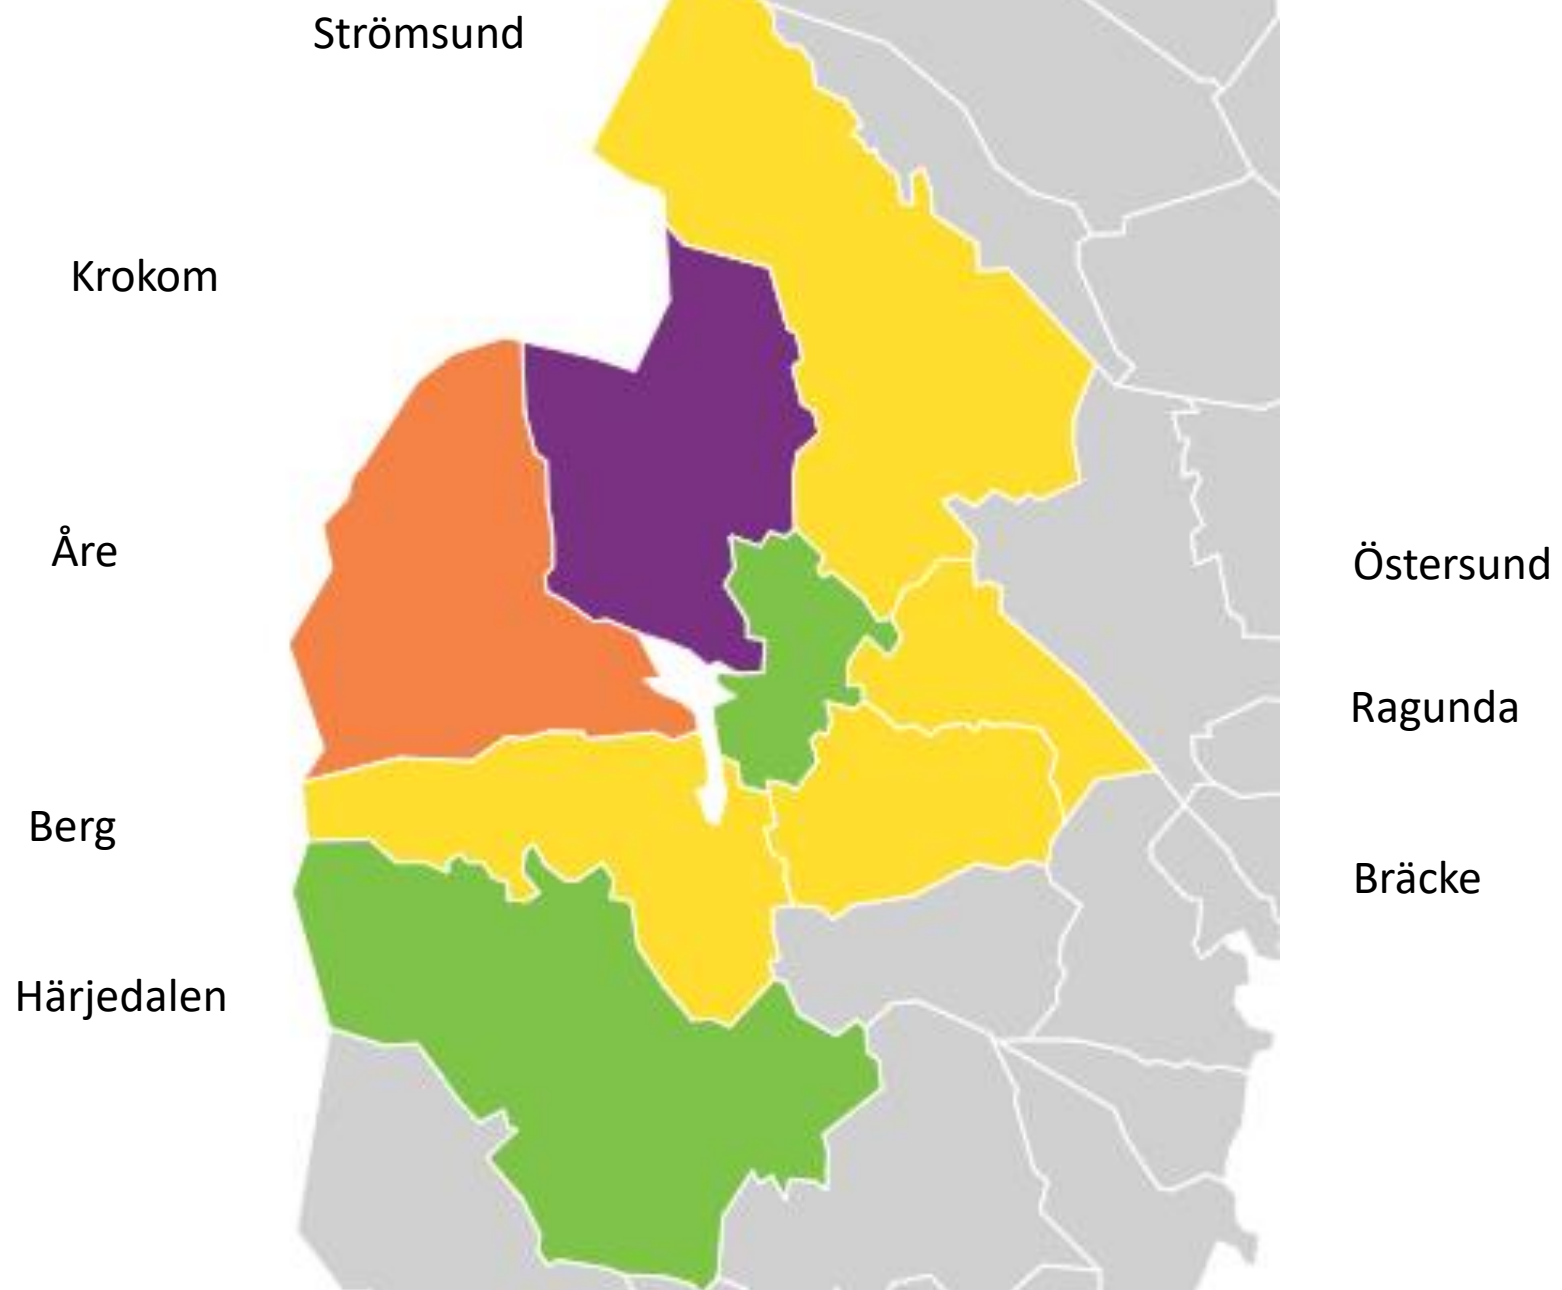 Strömsund
Krokom
Åre
Östersund
Ragunda
Berg
Bräcke
Härjedalen